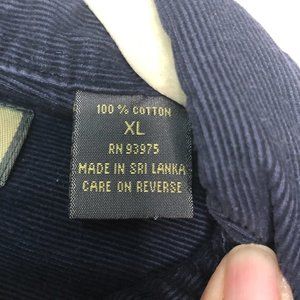 100 % COTTON
XL
RN 93975
MADE IN SRI LANKA
CARE ON REVERSE